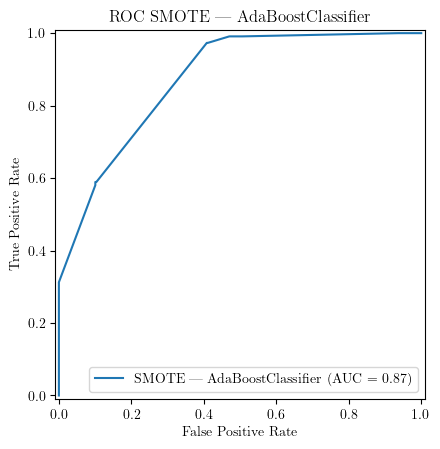 ROC SMOTE — AdaBoostClassifier
1.0
0.8
0.6
0.4
0.2
0.0
True Positive Rate
SMOTE — AdaBoostClassifier (AUC = 0.87)
0.0 0.2 0.4 0.6 0.8 1.0
False Positive Rate